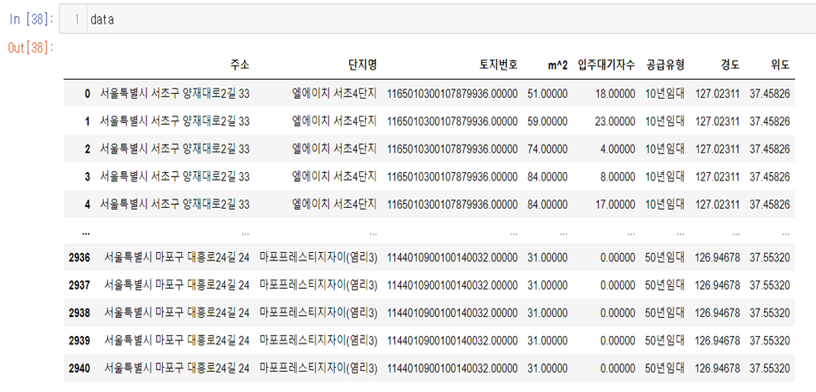 In [38]: 1 data
Out[38]:
주소 단지명 토지번호 m^2 입주대기자수 공급유형 경도 위도
0 서울특별시 서초구 양재대로2길 33 엘에이치 서초4단지 1165010300107879936.00000 51.00000 18.00000 10년임대 127.02311 37.45826
1 서울특별시 서초구 양재대로2길 33 엘에이치 서초4단지 1165010300107879936.00000 59.00000 23.00000 10년임대 127.02311 37.45826
2 서울특별시 서초구 양재대로2길 33 엘에이치 서초4단지 1165010300107879936.00000 74.00000 4.00000 10년임대 127.02311 37.45826
3 서울특별시 서초구 양재대로2길 33 엘에이치 서초4단지 1165010300107879936.00000 84.00000 8.00000 10년임대 127.02311 37.45826
4 서울특별시 서초구 양재대로2길 33 엘에이치 서초4단지 1165010300107879936.00000 84.00000 17.00000 10년임대 127.02311 37.45826
... ... ... ... ... ... ... ... ...
2936 서울특별시 마포구 대흥로24길 24 마포프레스티지자이(염리3) 1144010900100140032.00000 31.00000 0.00000 50년임대 126.94678 37.55320
2937 서울특별시 마포구 대흥로24길 24 마포프레스티지자이(염리3) 1144010900100140032.00000 31.00000 0.00000 50년임대 126.94678 37.55320
2938 서울특별시 마포구 대흥로24길 24 마포프레스티지자이(염리3) 1144010900100140032.00000 31.00000 0.00000 50년임대 126.94678 37.55320
2939 서울특별시 마포구 대흥로24길 24 마포프레스티지자이(염리3) 1144010900100140032.00000 31.00000 0.00000 50년임대 126.94678 37.55320
2940 서울특별시 마포구 대흥로24길 24 마포프레스티지자이(염리3) 1144010900100140032.00000 31.00000 0.00000 50년임대 126.94678 37.55320